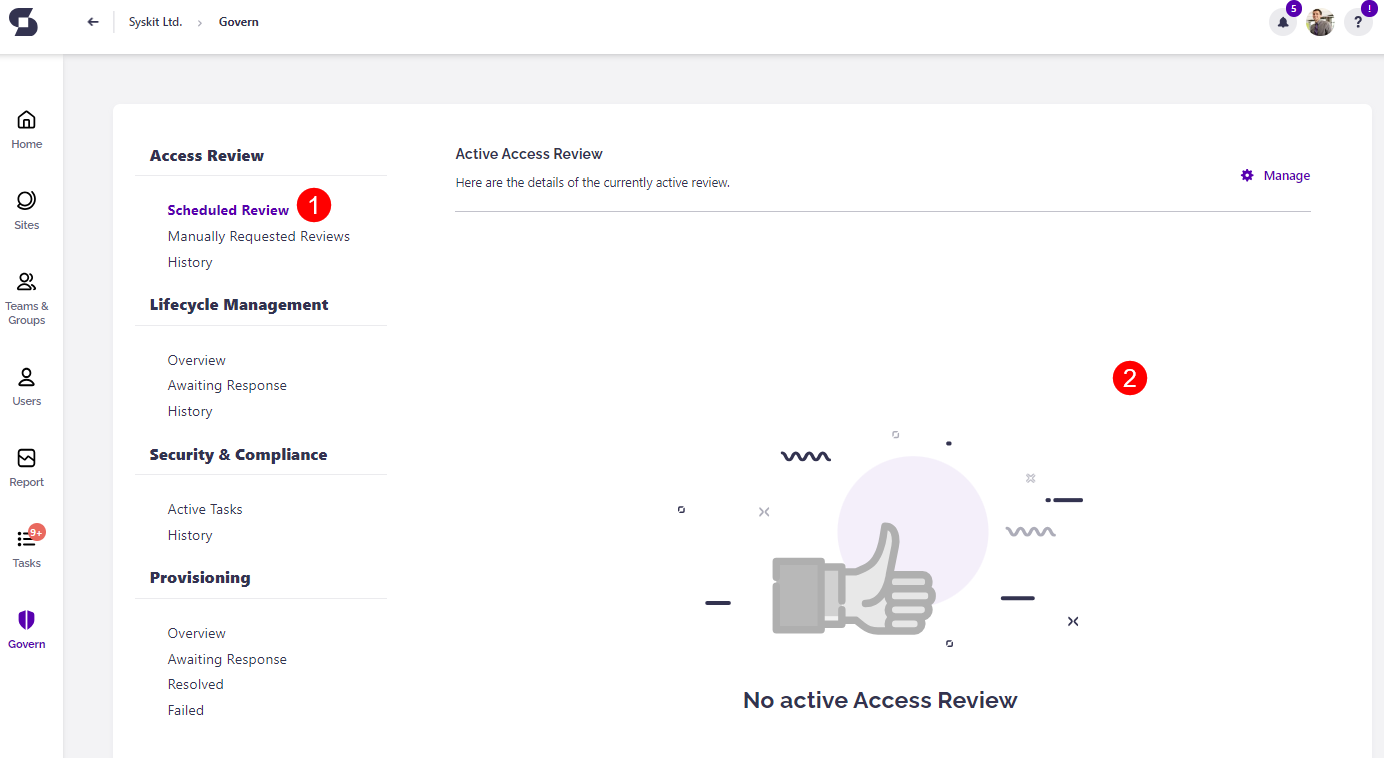 Syskit Ltd. › Govern
5
!
?
Home
Sites
Teams &
Groups
Users
Report
9+
Tasks
Govern
Access Review
Scheduled Review 1
Manually Requested Reviews
History
Lifecycle Management
Overview
Awaiting Response
History
Security & Compliance
Active Tasks
History
Provisioning
Overview
Awaiting Response
Resolved
Failed
Active Access Review
Here are the details of the currently active review.
Manage
2
No active Access Review